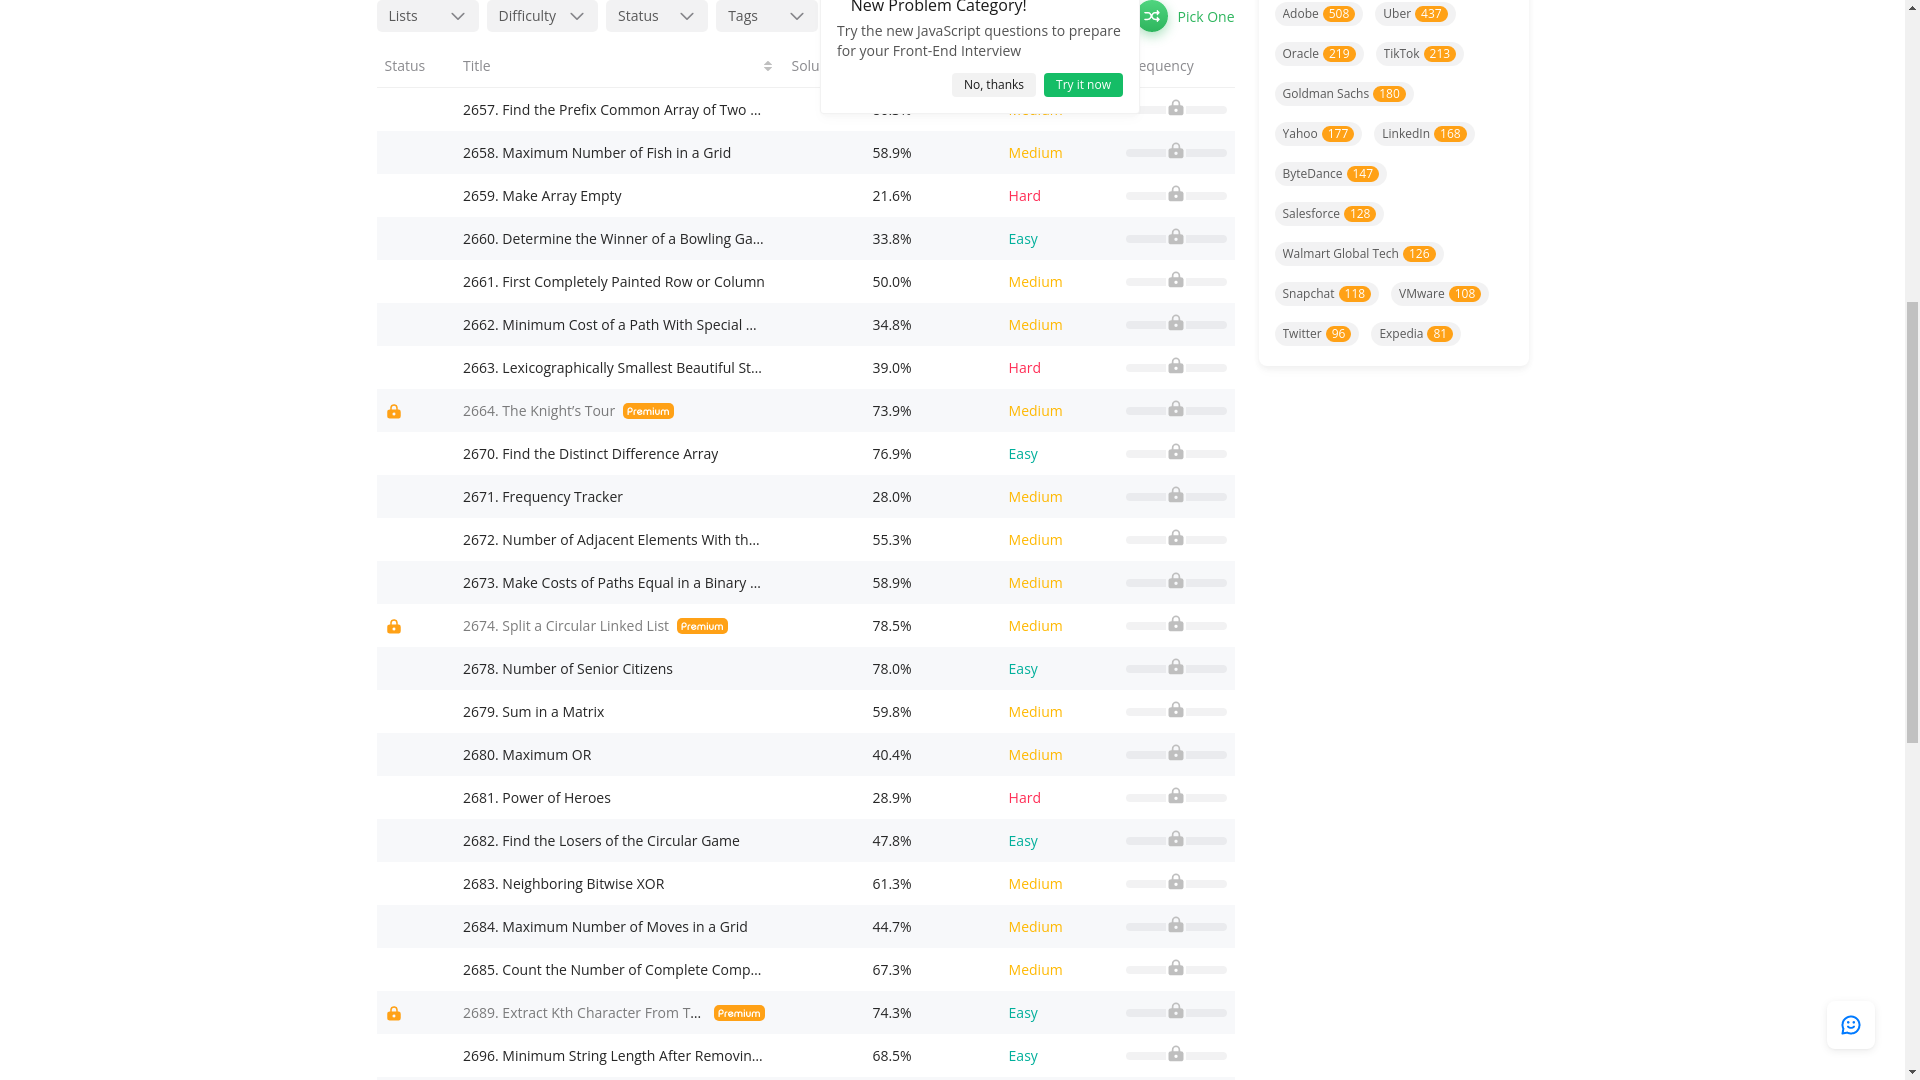 Lists Difficulty Status Tags
New Problem Category!
Try the new JavaScript questions to prepare
for your Front-End Interview
No, thanks Try it now
Pick One
Status Title
2657. Find the Prefix Common Array of Two ...
2658. Maximum Number of Fish in a Grid 58.9% Medium
2659. Make Array Empty 21.6% Hard
2660. Determine the Winner of a Bowling Ga... 33.8% Easy
2661. First Completely Painted Row or Column 50.0% Medium
2662. Minimum Cost of a Path With Special ... 34.8% Medium
2663. Lexicographically Smallest Beautiful St... 39.0% Hard
2664. The Knight’s Tour Premium 73.9% Medium
2670. Find the Distinct Difference Array 76.9% Easy
2671. Frequency Tracker 28.0% Medium
2672. Number of Adjacent Elements With th... 55.3% Medium
2673. Make Costs of Paths Equal in a Binary ... 58.9% Medium
2674. Split a Circular Linked List Premium 78.5% Medium
2678. Number of Senior Citizens 78.0% Easy
2679. Sum in a Matrix 59.8% Medium
2680. Maximum OR 40.4% Medium
2681. Power of Heroes 28.9% Hard
2682. Find the Losers of the Circular Game 47.8% Easy
2683. Neighboring Bitwise XOR 61.3% Medium
2684. Maximum Number of Moves in a Grid 44.7% Medium
2685. Count the Number of Complete Comp... 67.3% Medium
2689. Extract Kth Character From T... Premium 74.3% Easy
2696. Minimum String Length After Removin... 68.5% Easy
Adobe 508 Uber 437
Oracle 219 TikTok 213
Goldman Sachs 180
Yahoo 177 LinkedIn 168
ByteDance 147
Salesforce 128
Walmart Global Tech 126
Snapchat 118 VMware 108
Twitter 96 Expedia 81